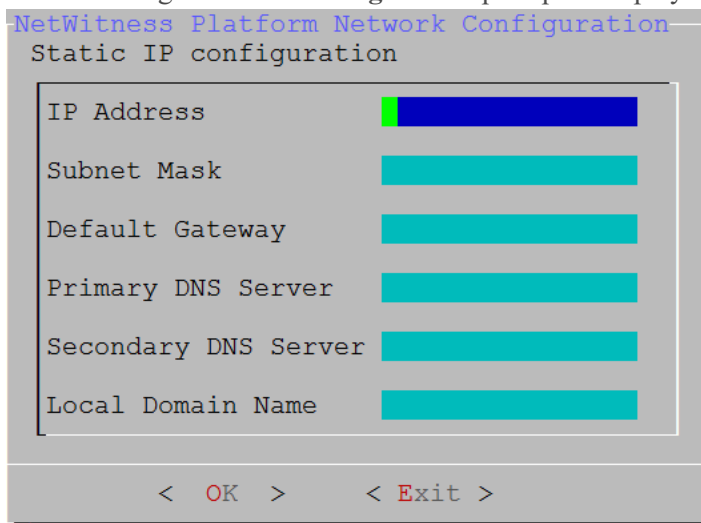 NetWitness Platform Network Configuration
Static IP configuration
IP Address
Subnet Mask
Default Gateway
Primary DNS Server
Secondary DNS Server
Local Domain Name
< OK > < Exit >